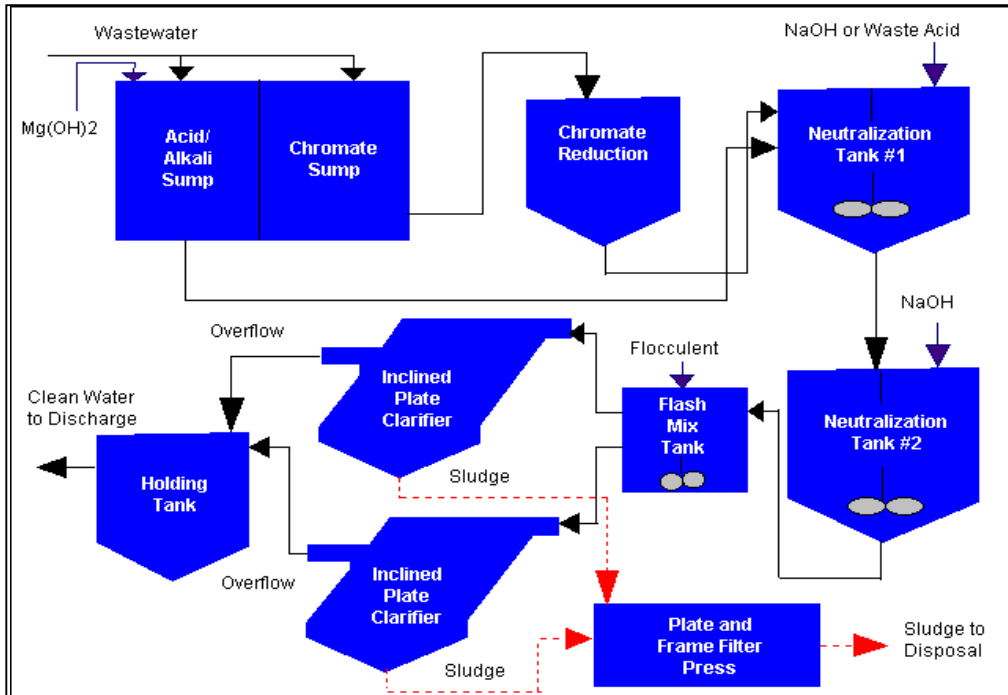 Wastewater
NaOH or Waste Acid
Mg(OH)2
Acid/
Alkali
Sump
Chromate
Sump
Chromate
Reduction
Neutralization
Tank #1
NaOH
Overflow
Flocculent
Clean Water
to Discharge
Inclined
Plate
Clarifier
Flash
Mix
Tank
Neutralization
Tank #2
Sludge
Holding
Tank
Overflow
Inclined
Plate
Clarifier
Sludge
Plate and
Frame Filter
Press
Sludge to
Disposal